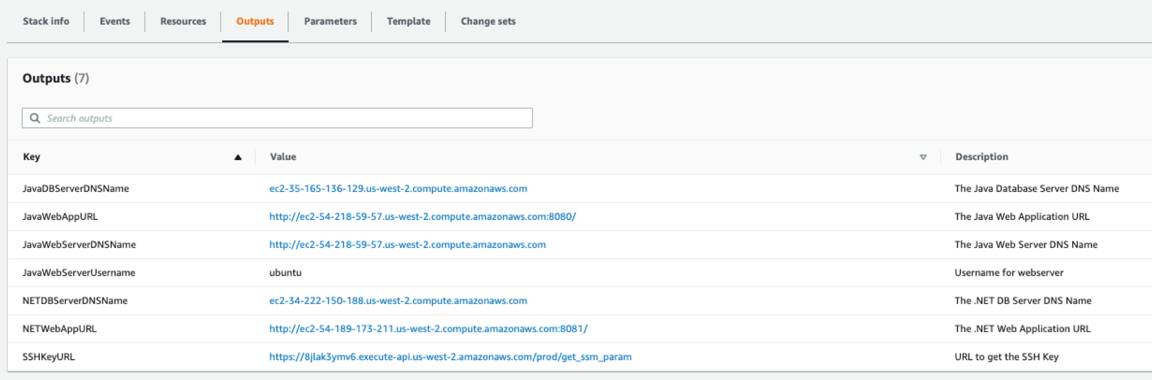 Stack info Events Resources Outputs Parameters Template Change sets
Outputs (7)
Search outputs
Key Value Description
JavaDBServerDNSName ec2-35-165-136-129.us-west-2.compute.amazonaws.com The Java Database Server DNS Name
JavaWebAppURL http://ec2-54-218-59-57.us-west-2.compute.amazonaws.com:8080/ The Java Web Application URL
JavaWebServerDNSName http://ec2-54-218-59-57.us-west-2.compute.amazonaws.com The Java Web Server DNS Name
JavaWebServerUsername ubuntu Username for webserver
NETDBServerDNSName ec2-34-222-150-188.us-west-2.compute.amazonaws.com The .NET DB Server DNS Name
NETWebAppURL http://ec2-54-189-173-211.us-west-2.compute.amazonaws.com:8081/ The .NET Web Application URL
SSHKeyURL https://8jlak3ymv6.execute-api.us-west-2.amazonaws.com/prod/get_ssm_param URL to get the SSH Key